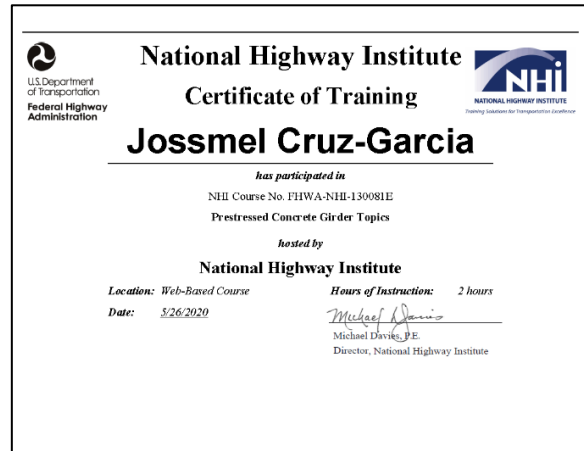 National Highway Institute
Certificate of Training
U.S. Department
of Transportation
Federal Highway
Administration
NHI
NATIONAL HIGHWAY INSTITUTE
Training Solutions for Transportation Excellence
Jossmel Cruz-Garcia
has participated in
NHI Course No. FHWA-NHI-130081E
Prestressed Concrete Girder Topics
hosted by
National Highway Institute
Location: Web-Based Course Hours of Instruction: 2 hours
Date: 5/26/2020
Michael Davies
Michael Davies, P.E.
Director, National Highway Institute